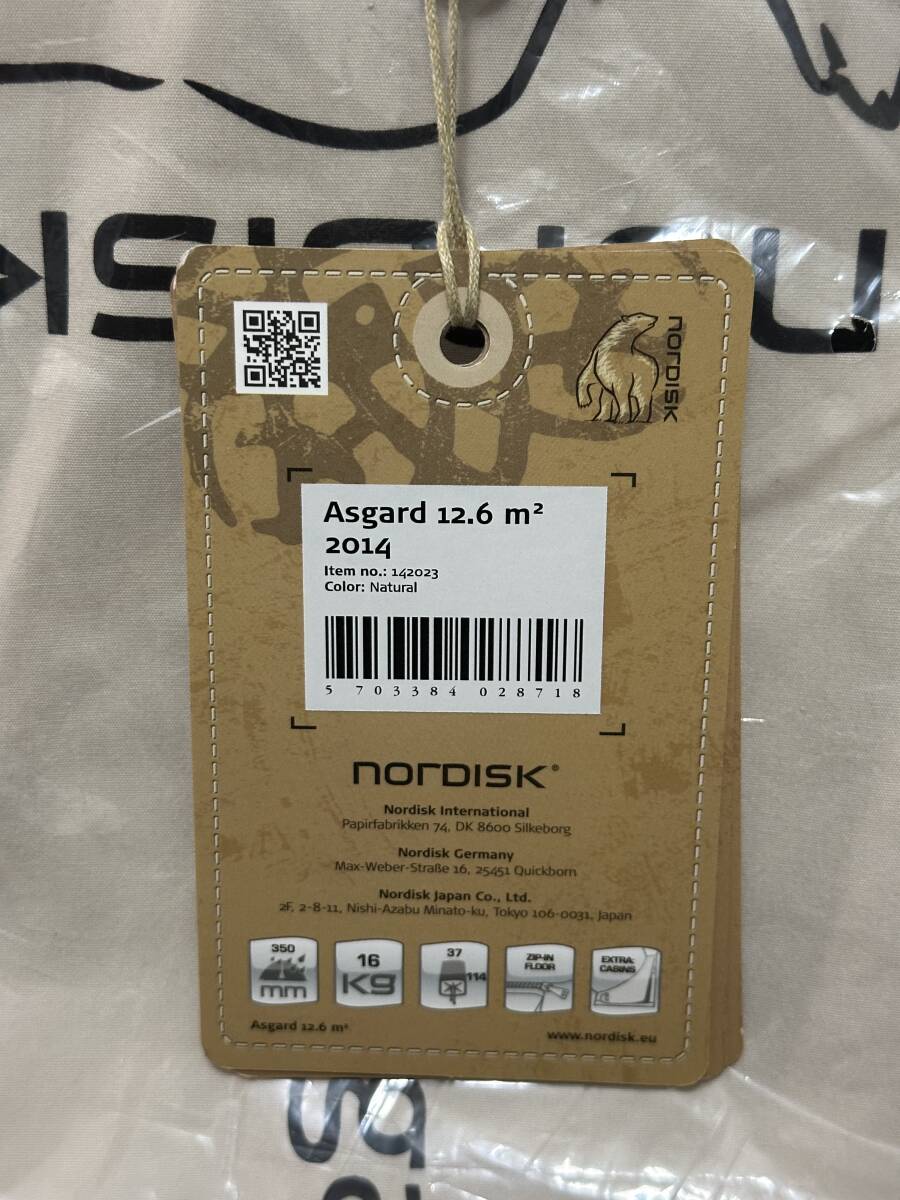 NORDISK
NORDISK
Asgard 12.6 m²
2014
Item no.: 142023
Color: Natural
5 703384 028718
NORDISK®
Nordisk International
Papirfabrikken 74, DK 8600 Silkeborg
Nordisk Germany
Max-Weber-Straße 16, 25451 Quickborn
Nordisk Japan Co., Ltd.
2F, 2-8-11, Nishi-Azabu Minato-ku, Tokyo 106-0031, Japan
350
mm
16
Kg
37
114
ZIP-IN
FLOOR
EXTRA:
CABINS
Asgard 12.6 m²
www.nordisk.eu